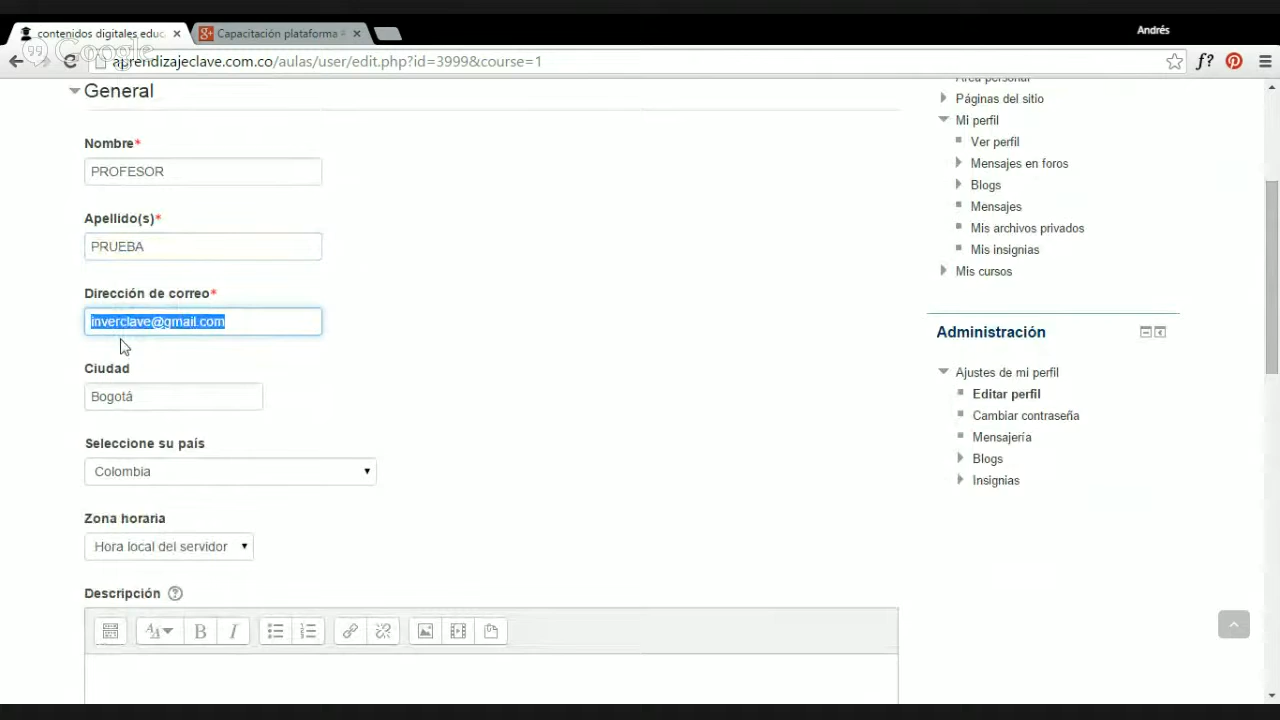 contenidos digitales educ
Capacitación plataforma
Andrés
Google
aprendizajeclave.com.co/aulas/user/edit.php?id=3999&course=1
f?
General
Nombre*
PROFESOR
Apellido(s)*
PRUEBA
Dirección de correo*
inverclave@gmail.com
Ciudad
Bogotá
Seleccione su país
Colombia
Zona horaria
Hora local del servidor
Descripción
B I
Área personal
Páginas del sitio
Mi perfil
Ver perfil
Mensajes en foros
Blogs
Mensajes
Mis archivos privados
Mis insignias
Mis cursos
Administración
Ajustes de mi perfil
Editar perfil
Cambiar contraseña
Mensajería
Blogs
Insignias